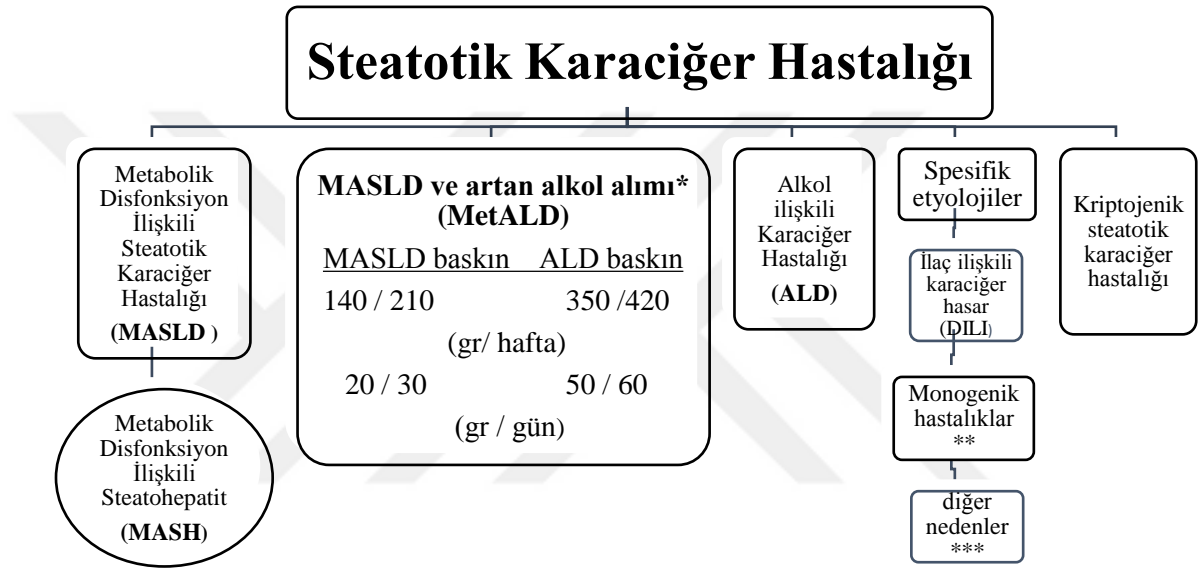 Steatotik Karaciğer Hastalığı
Metabolik
Disfonksiyon
İlişkili
Steatotik
Karaciğer
Hastalığı
(MASLD )
Metabolik
Disfonksiyon
İlişkili
Steatohepatit
(MASH)
MASLD ve artan alkol alımı*
(MetALD)
MASLD baskın ALD baskın
140 / 210 350 /420
(gr/ hafta)
20 / 30 50 / 60
(gr / gün)
Alkol
ilişkili
Karaciğer
Hastalığı
(ALD)
Spesifik
etyolojiler
İlaç ilişkili
karaciğer
hasar
(DILI)
Monogenik
hastalıklar
**
diğer
nedenler
***
Kriptojenik
steatotik
karaciğer
hastalığı